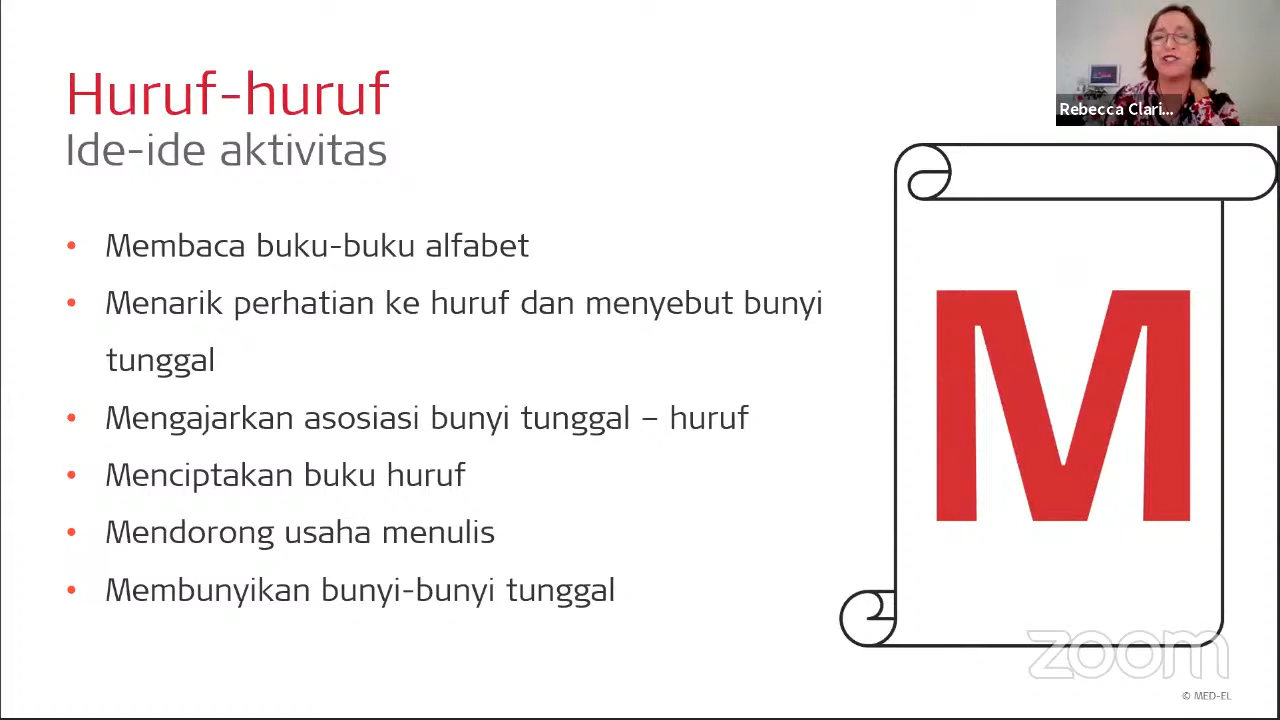 Huruf-huruf
Ide-ide aktivitas
Rebecca Clari...
• Membaca buku-buku alfabet
• Menarik perhatian ke huruf dan menyebut bunyi
tunggal
• Mengajarkan asosiasi bunyi tunggal – huruf
• Menciptakan buku huruf
• Mendorong usaha menulis
• Membunyikan bunyi-bunyi tunggal
M
zoom
© MED-EL